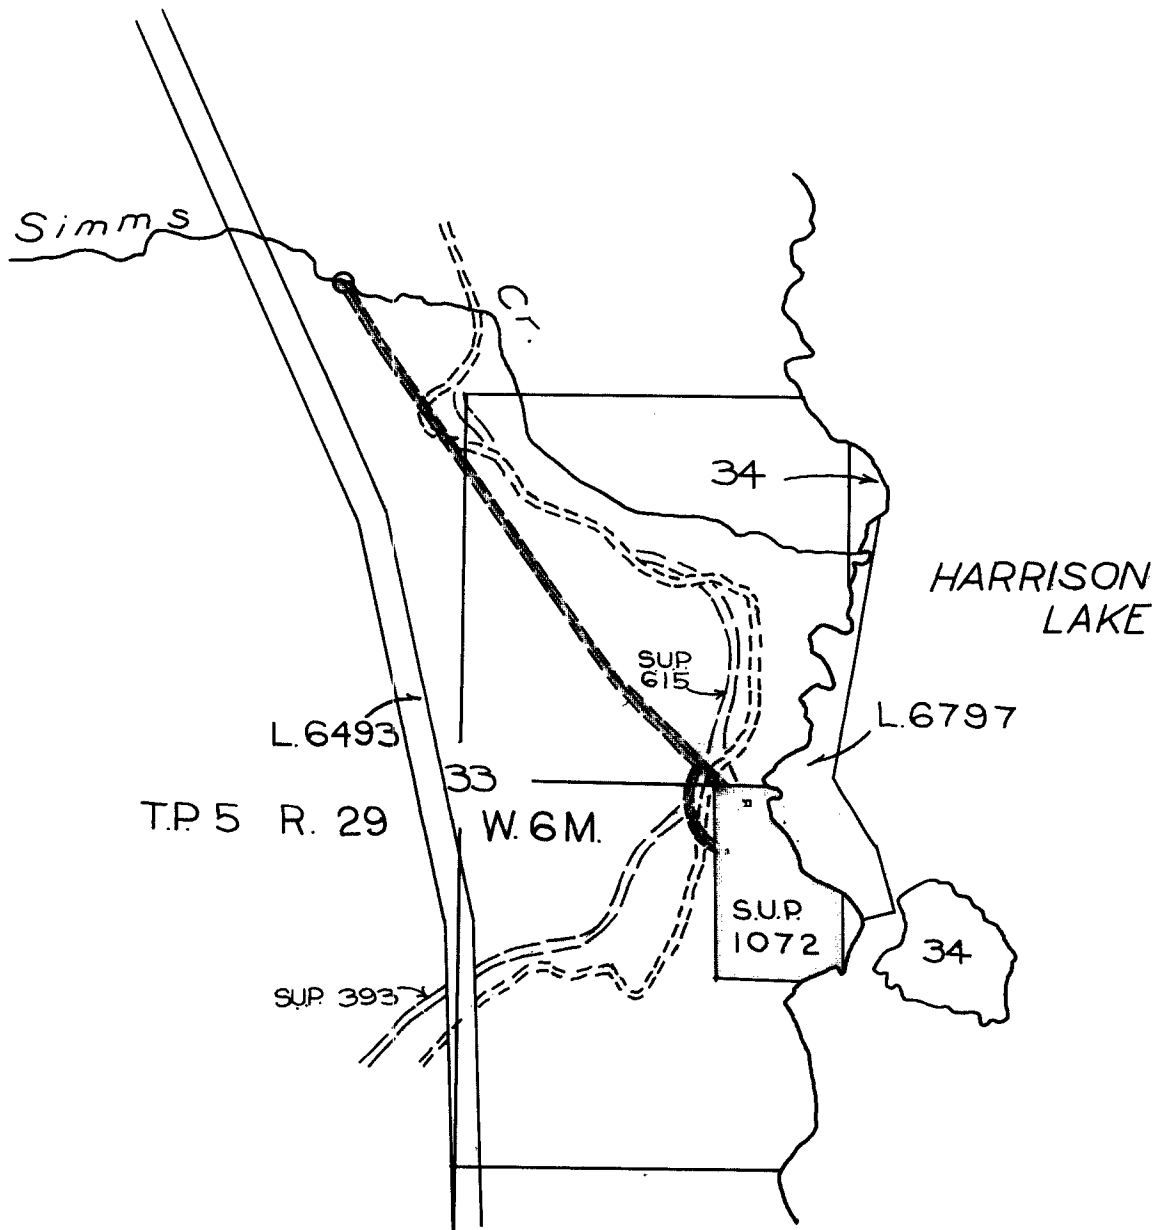 Simms
Cr.
34
HARRISON
LAKE
S.U.P.
615
L.6493
L.6797
33
T.P. 5 R. 29 W. 6 M.
S.U.P.
1072
34
S.U.P. 393